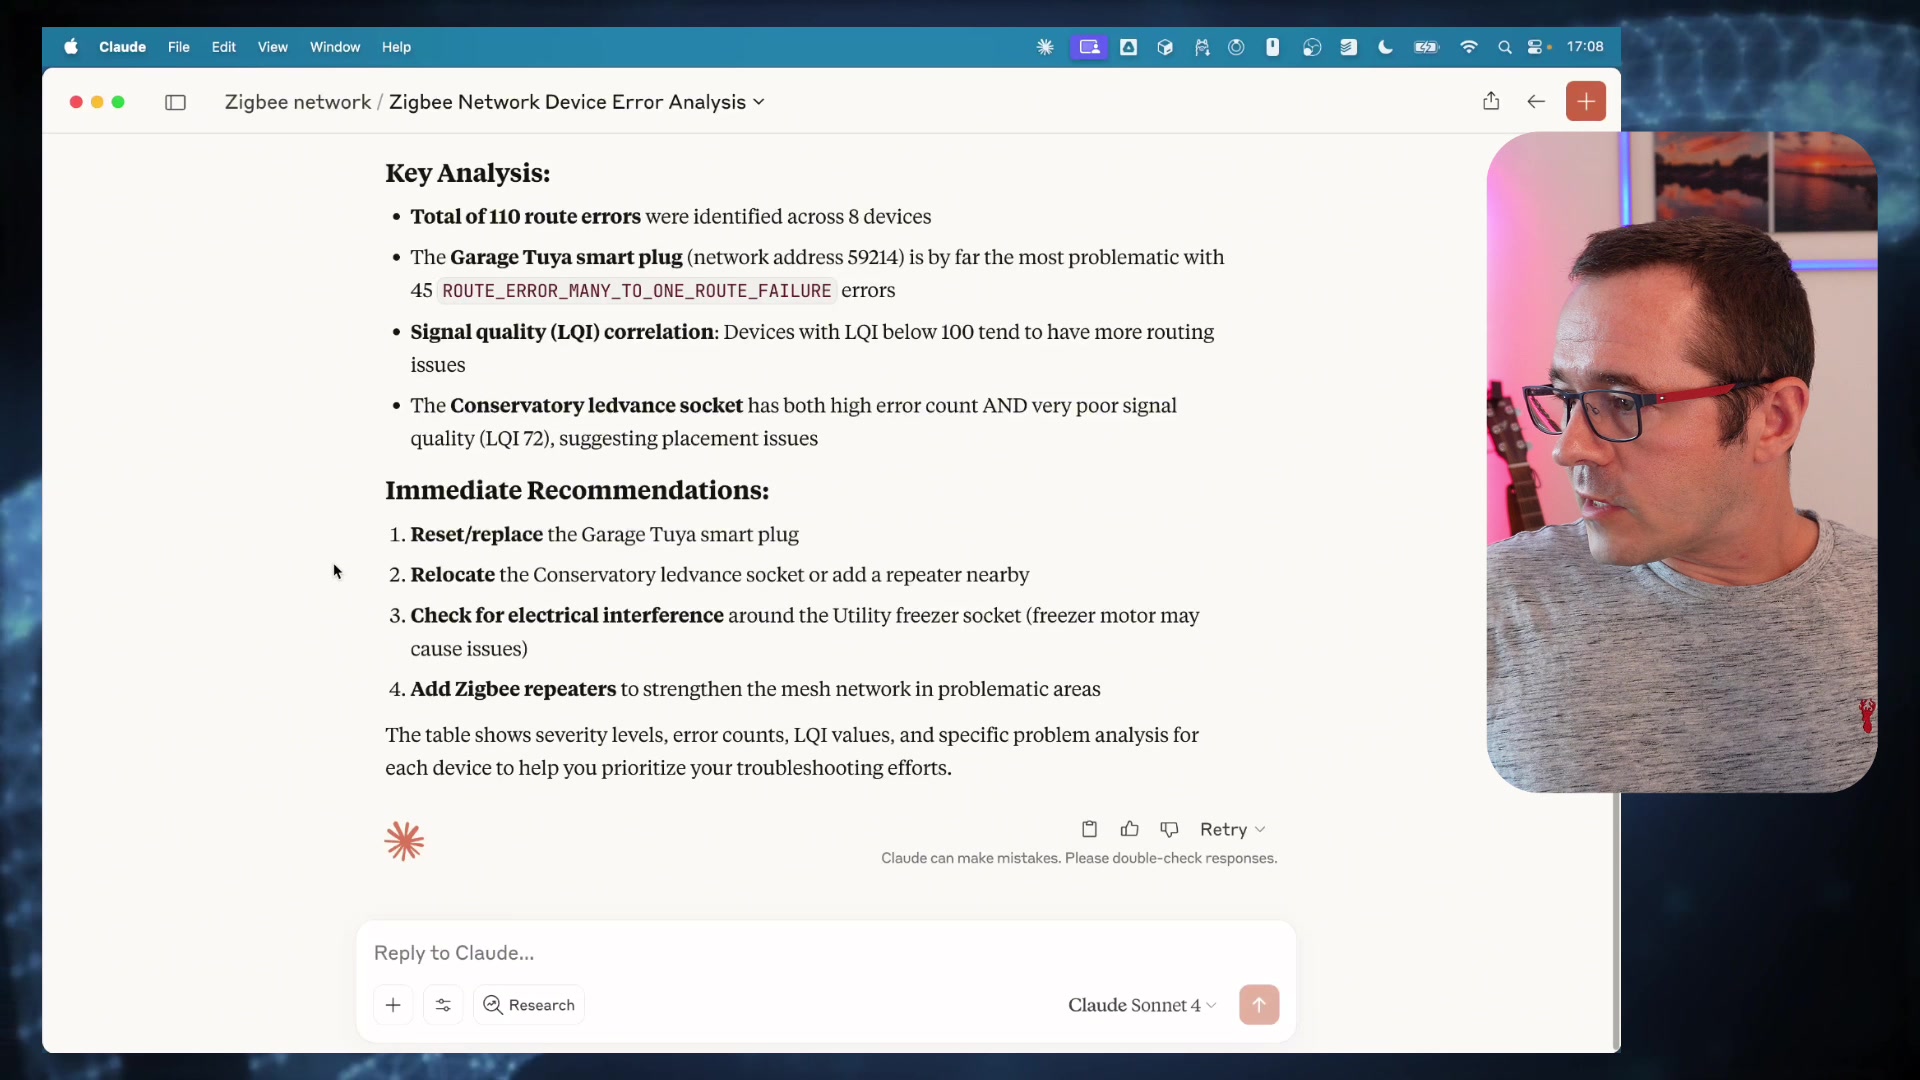 Claude File Edit View Window Help 17:08
Zigbee network / Zigbee Network Device Error Analysis
Key Analysis:
• Total of 110 route errors were identified across 8 devices
• The Garage Tuya smart plug (network address 59214) is by far the most problematic with
45 ROUTE_ERROR_MANY_TO_ONE_ROUTE_FAILURE errors
• Signal quality (LQI) correlation: Devices with LQI below 100 tend to have more routing
issues
• The Conservatory ledvance socket has both high error count AND very poor signal
quality (LQI 72), suggesting placement issues
Immediate Recommendations:
1. Reset/replace the Garage Tuya smart plug
2. Relocate the Conservatory ledvance socket or add a repeater nearby
3. Check for electrical interference around the Utility freezer socket (freezer motor may
cause issues)
4. Add Zigbee repeaters to strengthen the mesh network in problematic areas
The table shows severity levels, error counts, LQI values, and specific problem analysis for
each device to help you prioritize your troubleshooting efforts.
Retry
Claude can make mistakes. Please double-check responses.
Reply to Claude...
Research
Claude Sonnet 4